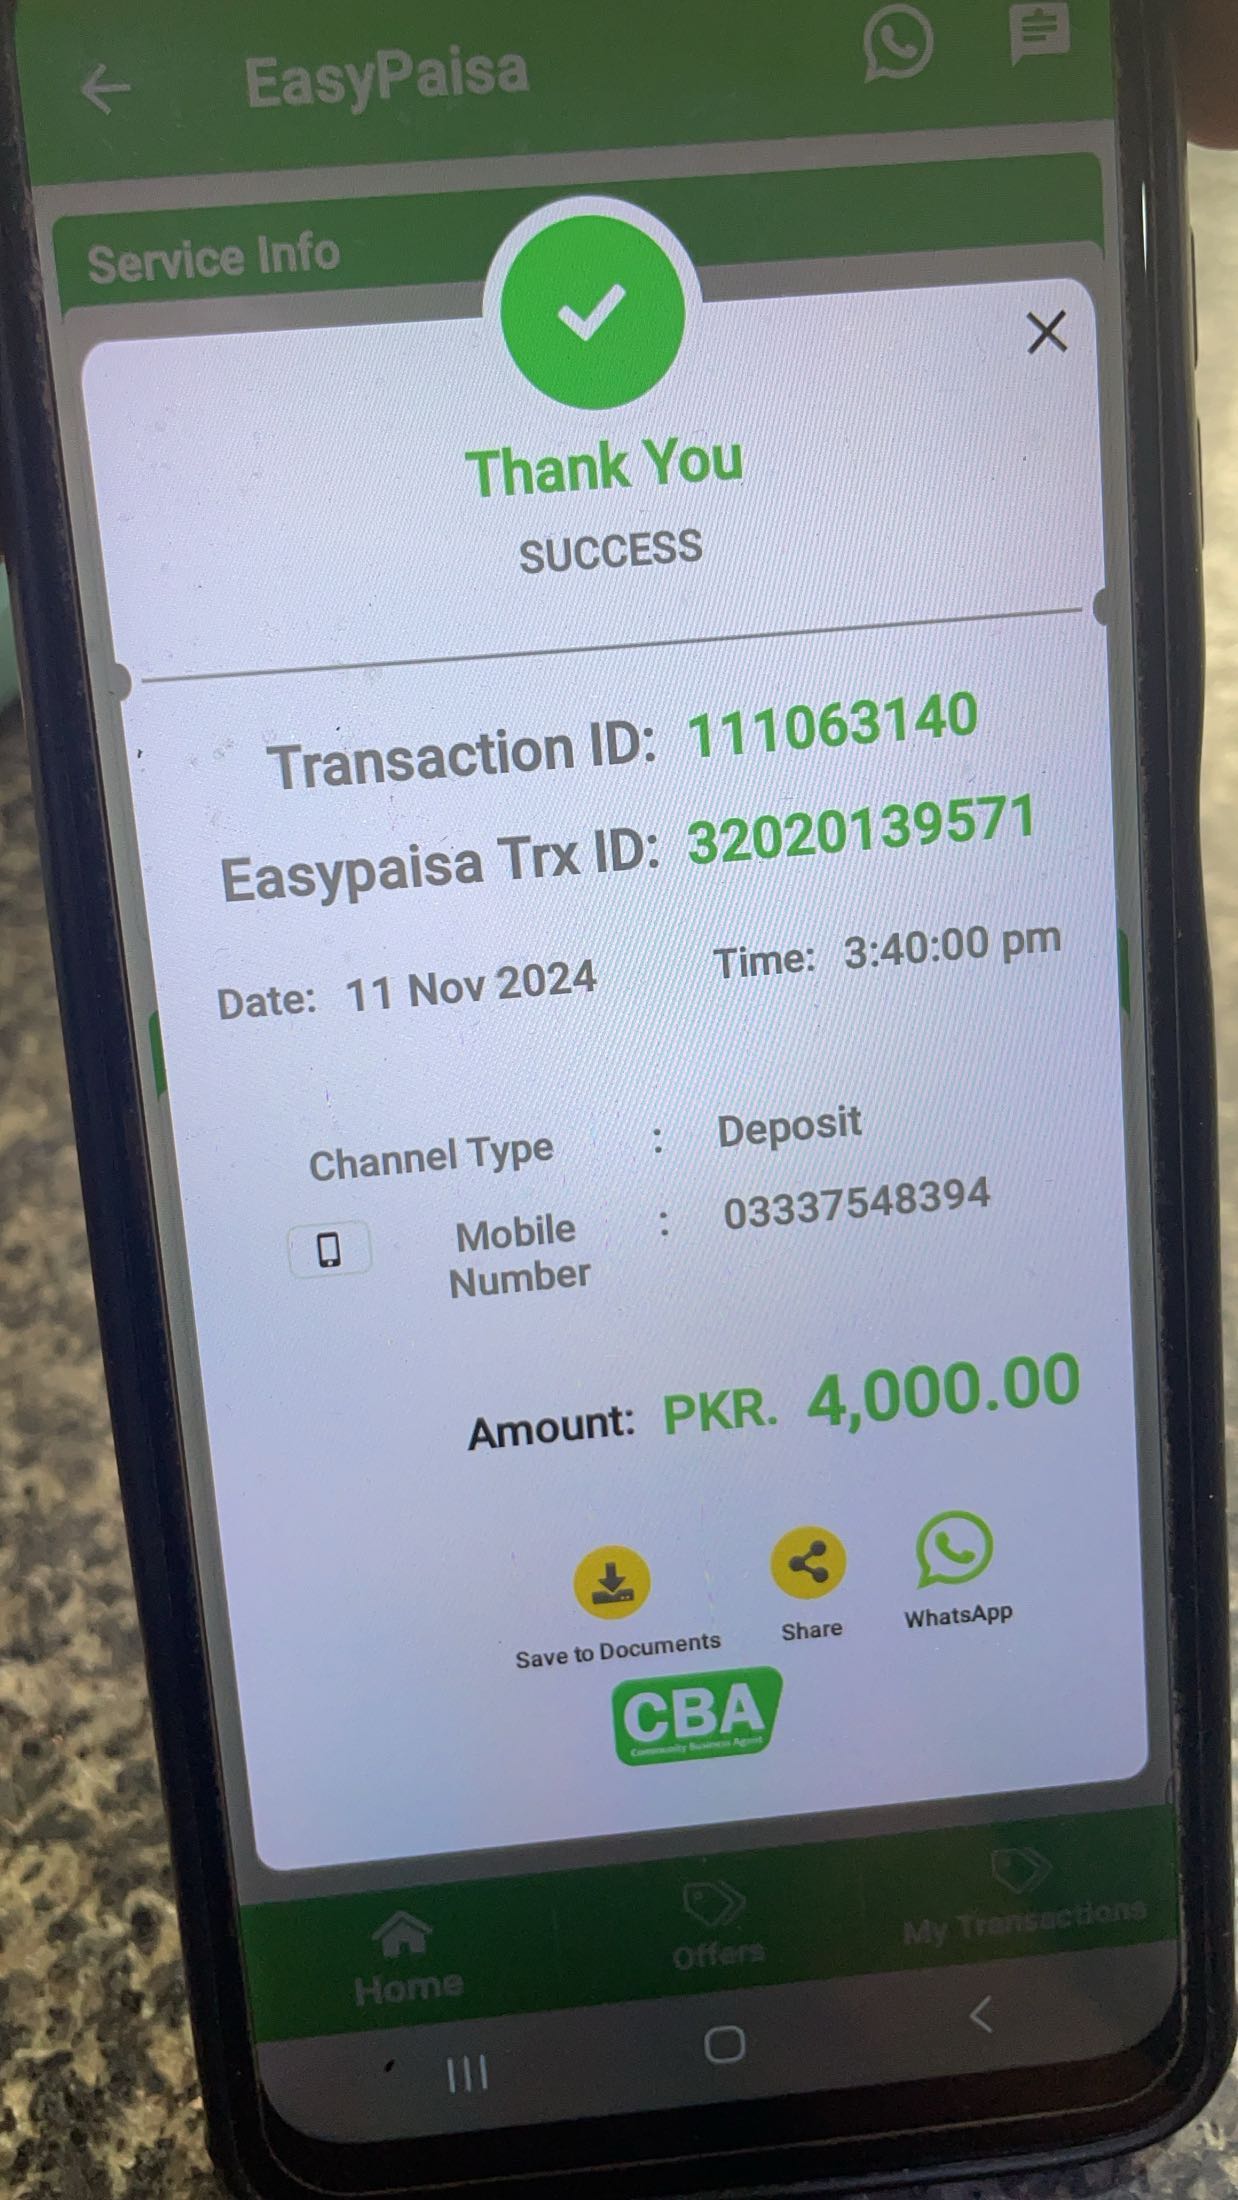 EasyPaisa
Service Info
Thank You
SUCCESS
Transaction ID: 111063140
Easypaisa Trx ID: 32020139571
Date: 11 Nov 2024 Time: 3:40:00 pm
Channel Type : Deposit
Mobile Number : 03337548394
Amount: PKR. 4,000.00
Save to Documents
Share
WhatsApp
CBA
Community Business Agent
Home
Offers
My Transactions